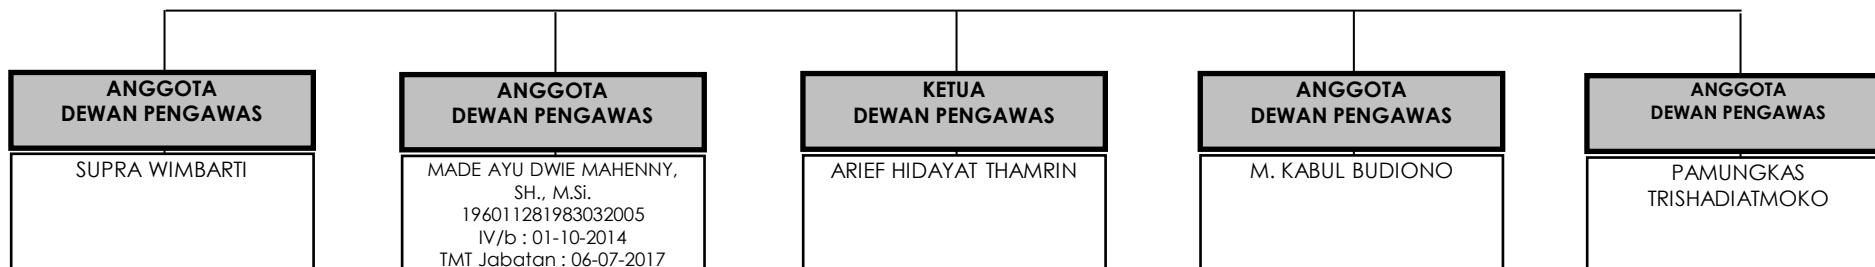 ANGGOTA
DEWAN PENGAWAS
SUPRA WIMBARTI
ANGGOTA
DEWAN PENGAWAS
MADE AYU DWIE MAHENNY,
SH., M.Si.
196011281983032005
IV/b : 01-10-2014
TMT Jabatan : 06-07-2017
KETUA
DEWAN PENGAWAS
ARIEF HIDAYAT THAMRIN
ANGGOTA
DEWAN PENGAWAS
M. KABUL BUDIONO
ANGGOTA
DEWAN PENGAWAS
PAMUNGKAS
TRISHADIATMOKO